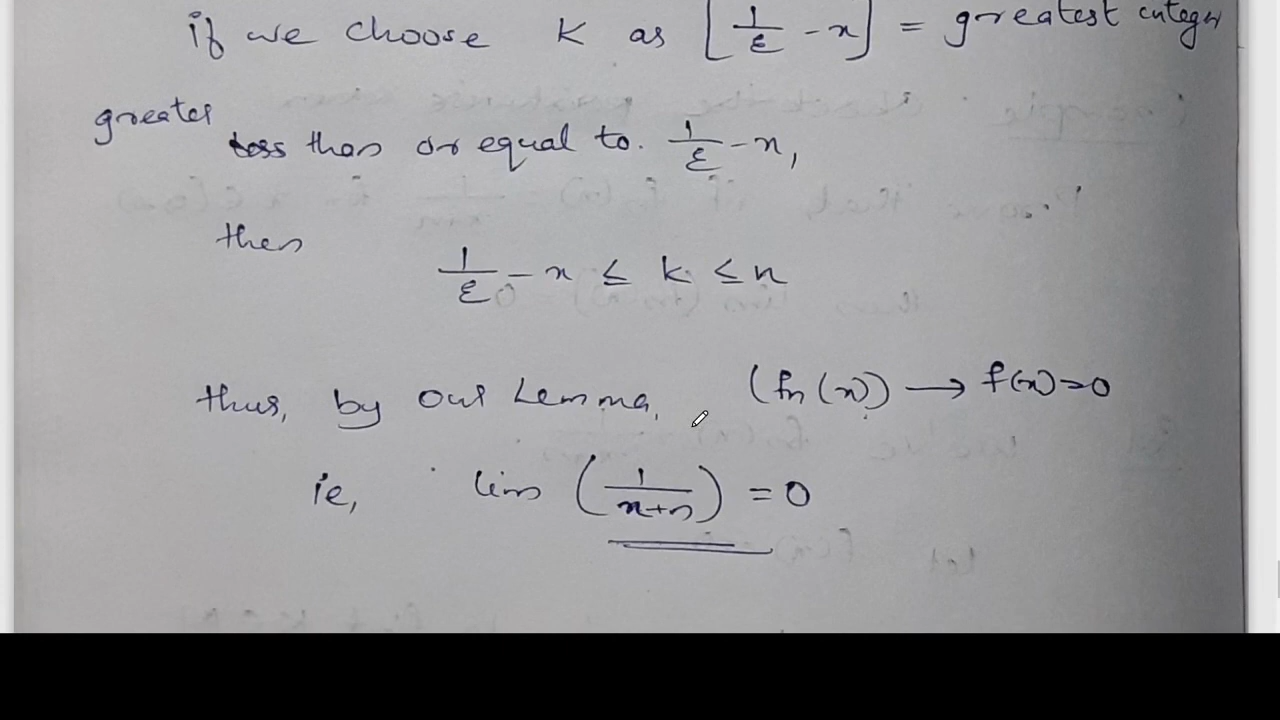 if we choose K as [1/ε - x] = greatest integer
greater
less than or equal to. 1/ε - x,
then
1/ε - x ≤ k ≤ n
thus, by our Lemma, (fn(x)) → f(x)=0
ie, lim (1/(x+n)) = 0